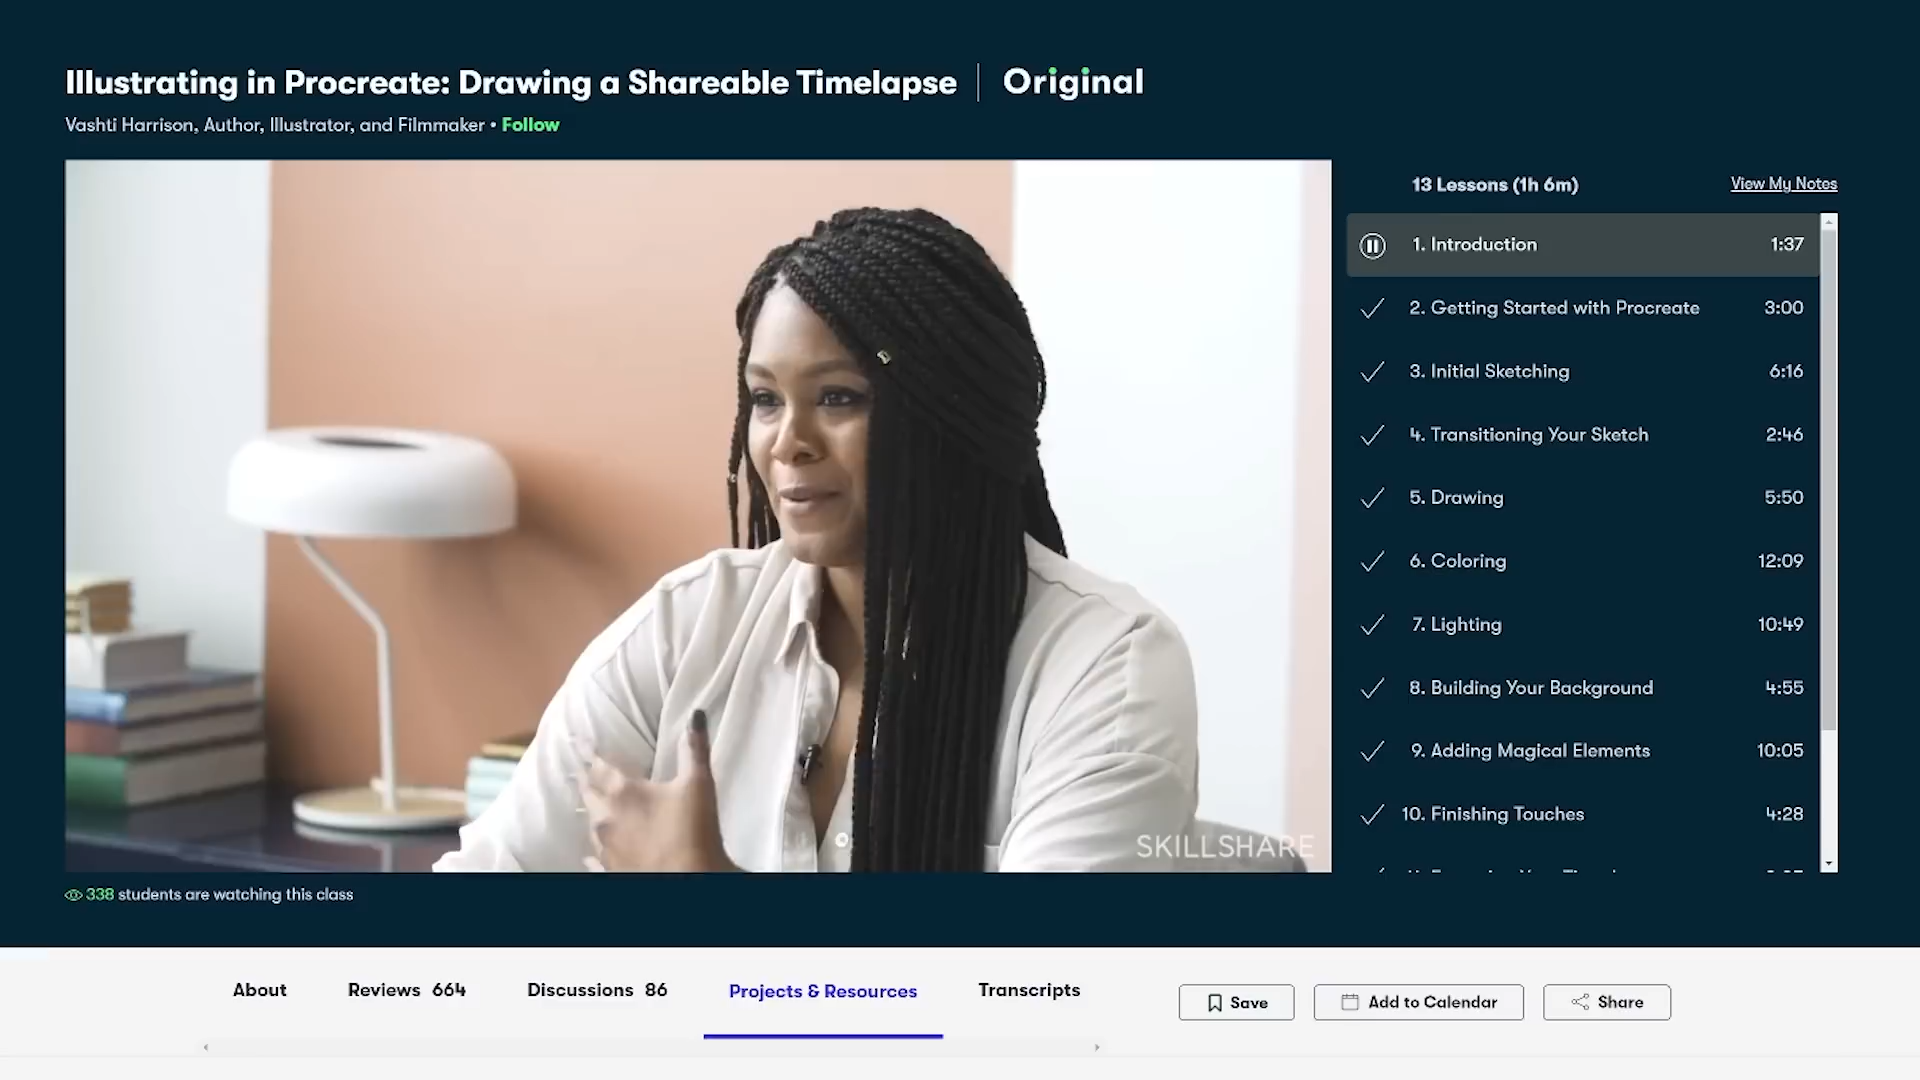 Illustrating in Procreate: Drawing a Shareable Timelapse | Original
Vashti Harrison, Author, Illustrator, and Filmmaker • Follow
13 Lessons (1h 6m) View My Notes
1. Introduction 1:37
2. Getting Started with Procreate 3:00
3. Initial Sketching 6:16
4. Transitioning Your Sketch 2:46
5. Drawing 5:50
6. Coloring 12:09
7. Lighting 10:49
8. Building Your Background 4:55
9. Adding Magical Elements 10:05
10. Finishing Touches 4:28
SKILLSHARE
338 students are watching this class
About Reviews 664 Discussions 86 Projects & Resources Transcripts Save Add to Calendar Share